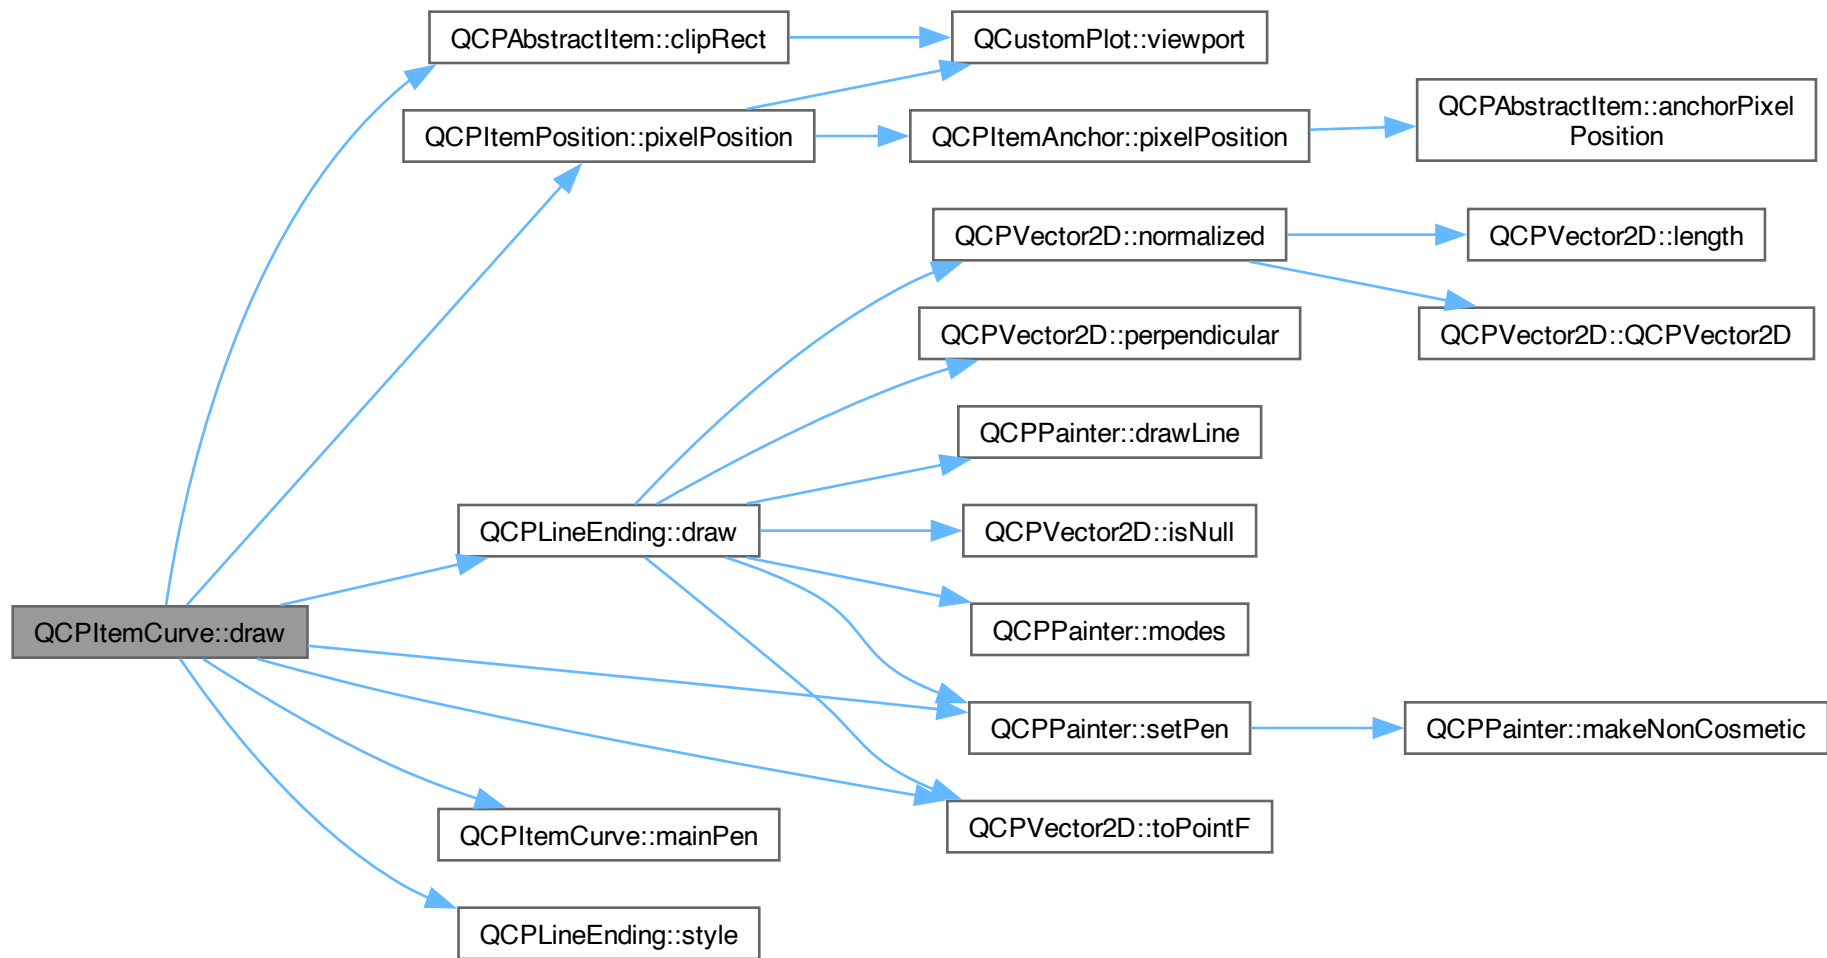 QCPAbstractItem::clipRect
QCustomPlot::viewport
QCPItemPosition::pixelPosition
QCPItemAnchor::pixelPosition
QCPAbstractItem::anchorPixel
Position
QCPVector2D::normalized
QCPVector2D::length
QCPVector2D::perpendicular
QCPVector2D::QCPVector2D
QCPPainter::drawLine
QCPLineEnding::draw
QCPVector2D::isNull
QCPItemCurve::draw
QCPPainter::modes
QCPPainter::setPen
QCPPainter::makeNonCosmetic
QCPItemCurve::mainPen
QCPVector2D::toPointF
QCPLineEnding::style